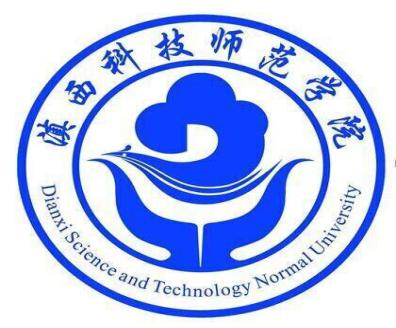 滇西科技师范学院
Dianxi Science and Technology Normal University